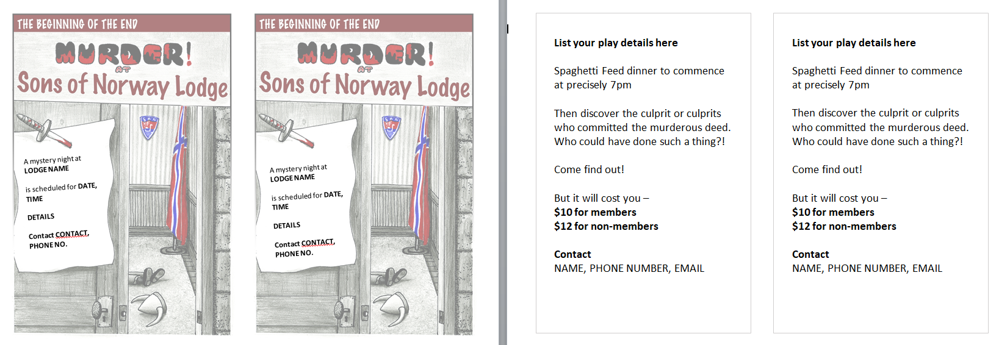 THE BEGINNING OF THE END
MURDER!
AT
Sons of Norway Lodge
A mystery night at
LODGE NAME
is scheduled for DATE,
TIME
DETAILS
Contact CONTACT,
PHONE NO.
THE BEGINNING OF THE END
MURDER!
AT
Sons of Norway Lodge
A mystery night at
LODGE NAME
is scheduled for DATE,
TIME
DETAILS
Contact CONTACT,
PHONE NO.
List your play details here
Spaghetti Feed dinner to commence
at precisely 7pm
Then discover the culprit or culprits
who committed the murderous deed.
Who could have done such a thing?!
Come find out!
But it will cost you –
$10 for members
$12 for non-members
Contact
NAME, PHONE NUMBER, EMAIL
List your play details here
Spaghetti Feed dinner to commence
at precisely 7pm
Then discover the culprit or culprits
who committed the murderous deed.
Who could have done such a thing?!
Come find out!
But it will cost you –
$10 for members
$12 for non-members
Contact
NAME, PHONE NUMBER, EMAIL